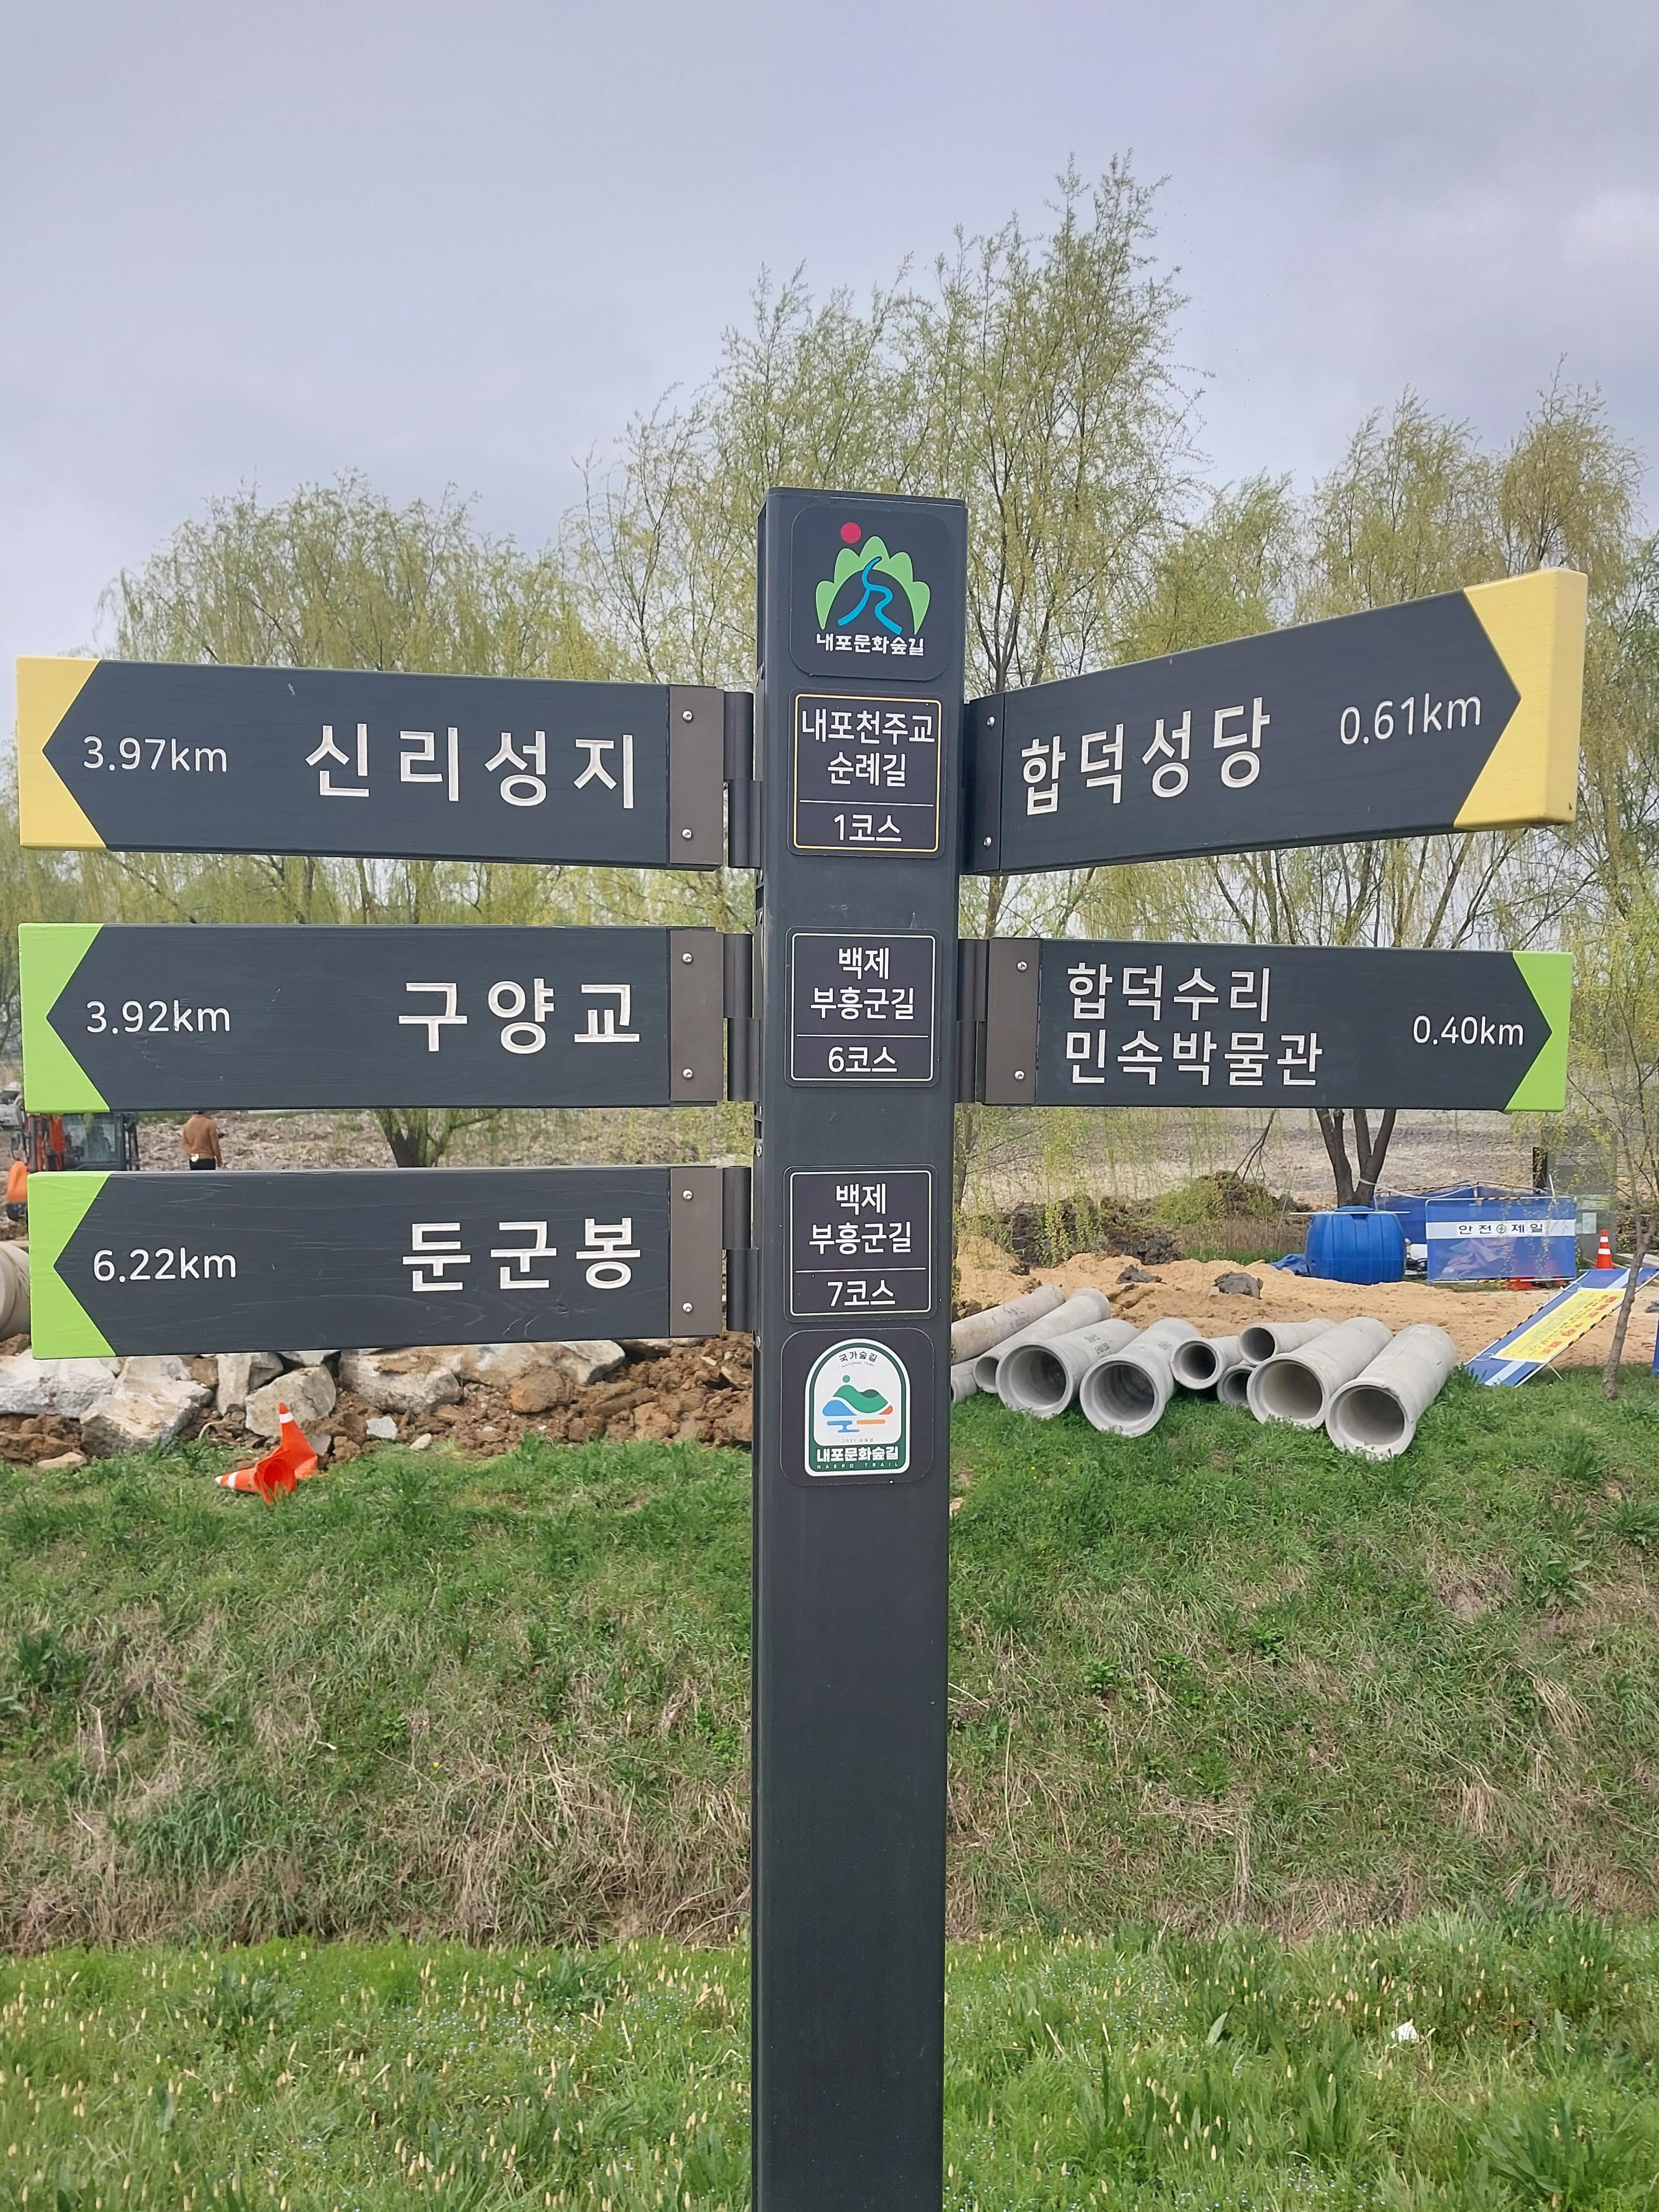 내포문화숲길
3.97km 신리성지
내포천주교
순례길
1코스
합덕성당 0.61km
3.92km 구양교
백제
부흥군길
6코스
합덕수리
민속박물관
0.40km
6.22km 둔군봉
백제
부흥군길
7코스
안전제일
국가숲길
NATIONAL TRAIL
내포문화숲길
NAEPO TRAIL